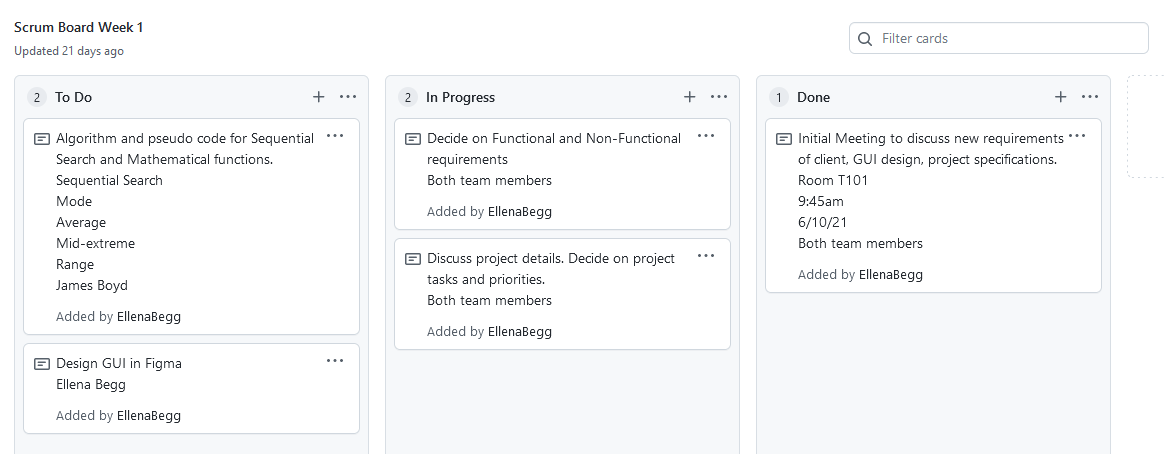 Scrum Board Week 1
Updated 21 days ago
Filter cards
2 To Do
Algorithm and pseudo code for Sequential
Search and Mathematical functions.
Sequential Search
Mode
Average
Mid-extreme
Range
James Boyd
Added by EllenaBegg
Design GUI in Figma
Ellena Begg
Added by EllenaBegg
2 In Progress
Decide on Functional and Non-Functional
requirements
Both team members
Added by EllenaBegg
Discuss project details. Decide on project
tasks and priorities.
Both team members
Added by EllenaBegg
1 Done
Initial Meeting to discuss new requirements
of client, GUI design, project specifications.
Room T101
9:45am
6/10/21
Both team members
Added by EllenaBegg